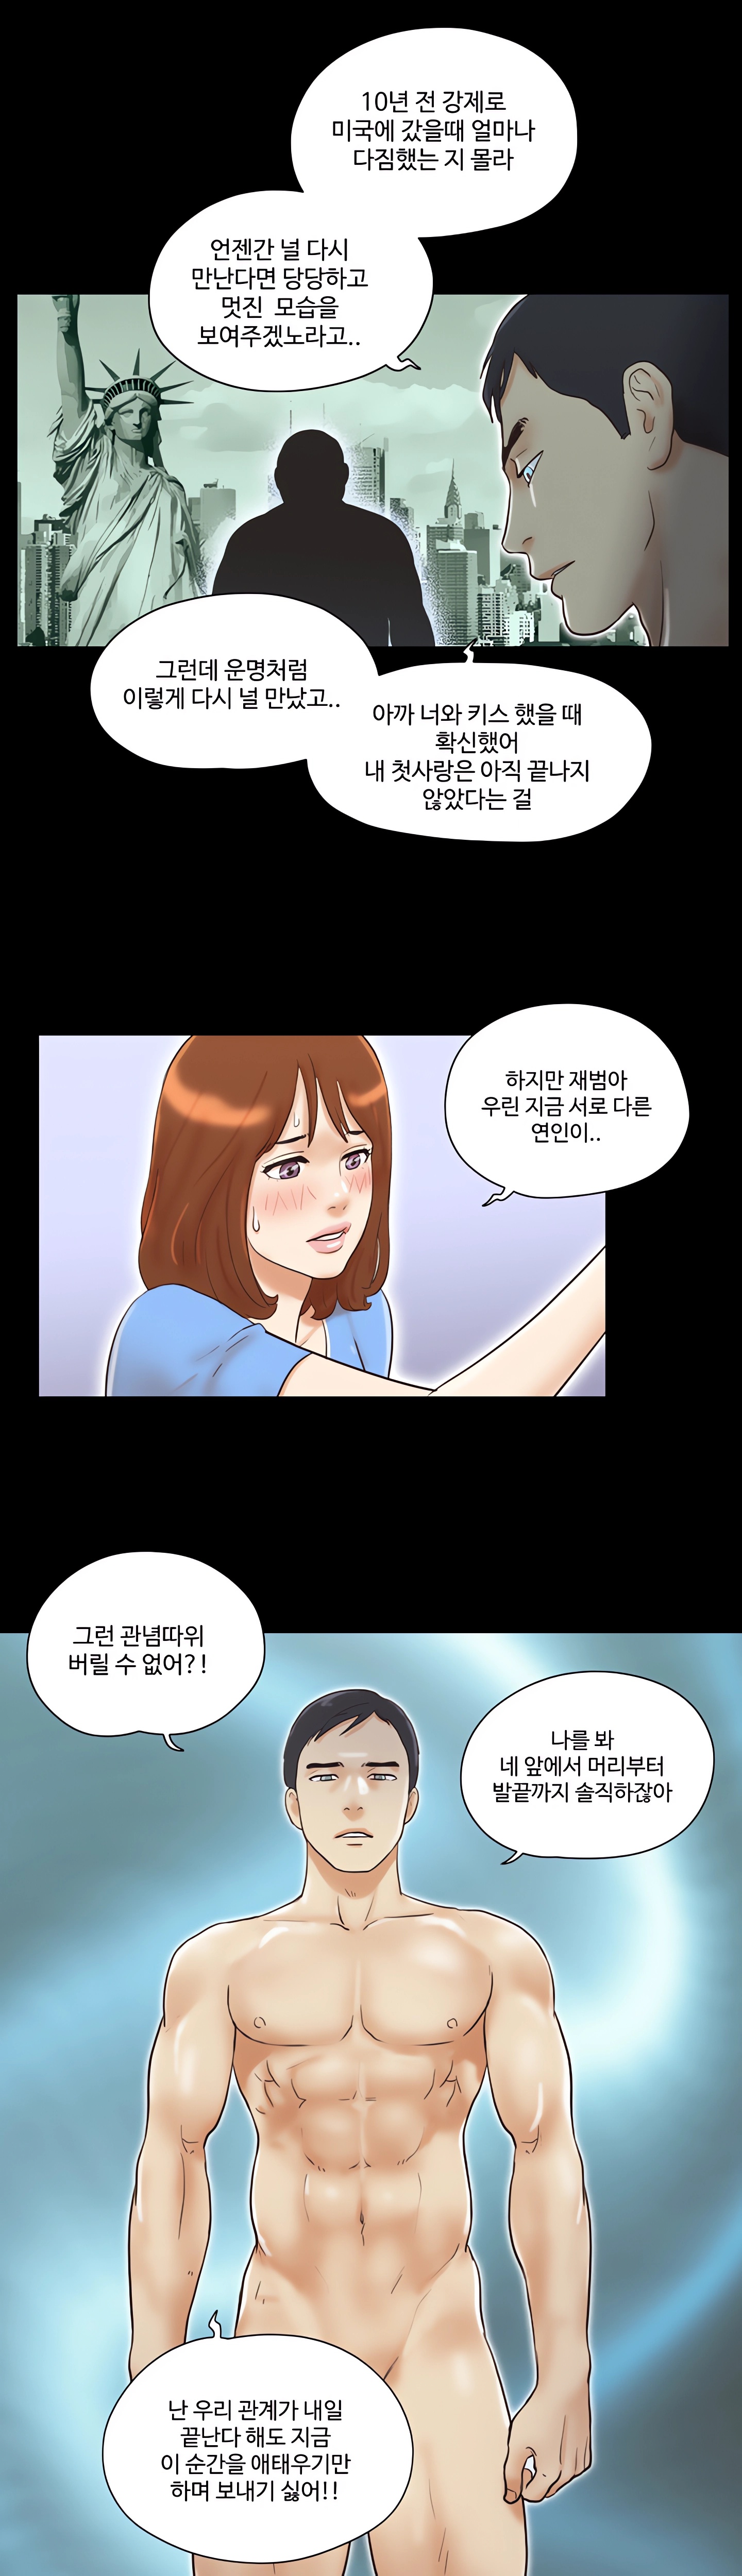 10년 전 강제로
미국에 갔을때 얼마나
다짐했는 지 몰라
언젠간 널 다시
만난다면 당당하고
멋진 모습을
보여주겠노라고..
그런데 운명처럼
이렇게 다시 널 만났고..
아까 너와 키스 했을 때
확신했어
내 첫사랑은 아직 끝나지
않았다는 걸
하지만 재범아
우린 지금 서로 다른
연인이..
그런 관념따위
버릴 수 없어?!
나를 봐
네 앞에서 머리부터
발끝까지 솔직하잖아
난 우리 관계가 내일
끝난다 해도 지금
이 순간을 애태우기만
하며 보내기 싫어!!